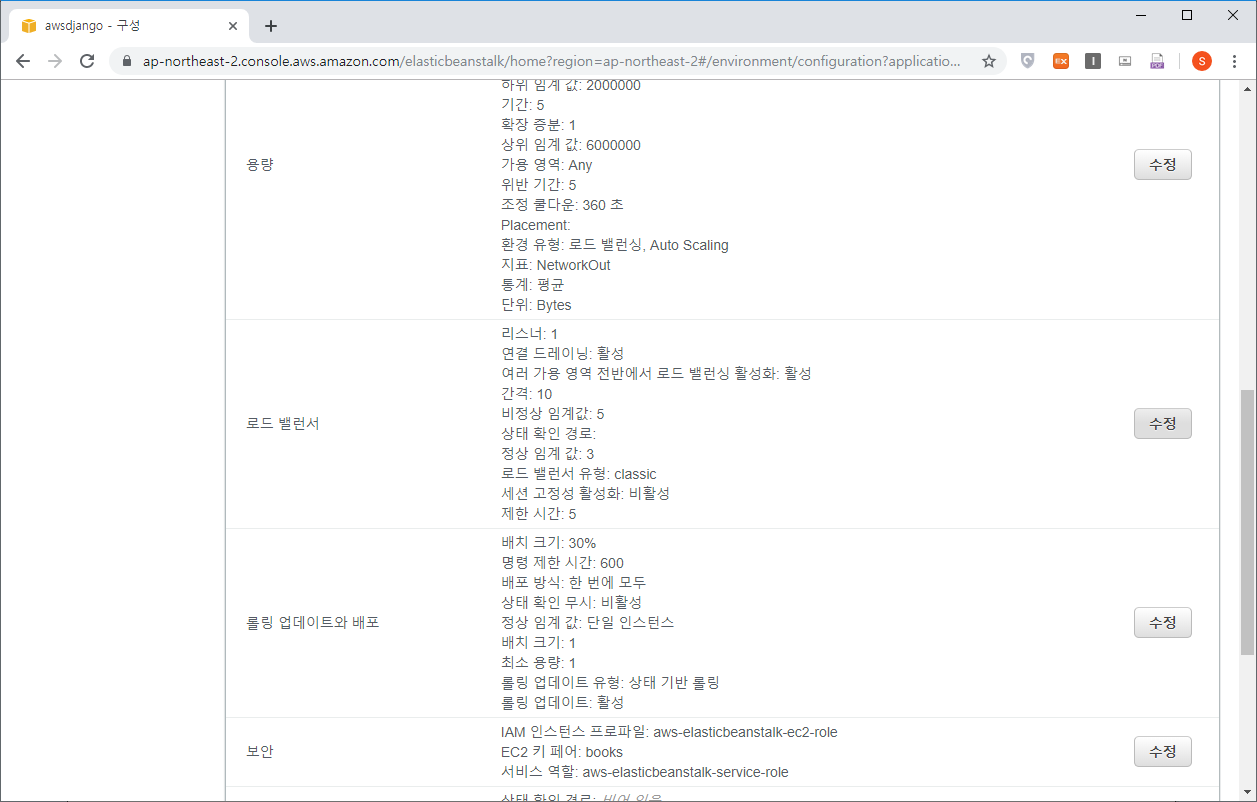 awsdjango - 구성
ap-northeast-2.console.aws.amazon.com/elasticbeanstalk/home?region=ap-northeast-2#/environment/configuration?applicatio...
EX
I
PDF
S
하위 임계 값: 2000000
기간: 5
확장 증분: 1
상위 임계 값: 6000000
용량
가용 영역: Any
수정
위반 기간: 5
조정 쿨다운: 360 초
Placement:
환경 유형: 로드 밸런싱, Auto Scaling
지표: NetworkOut
통계: 평균
단위: Bytes
리스너: 1
연결 드레이닝: 활성
여러 가용 영역 전반에서 로드 밸런싱 활성화: 활성
간격: 10
비정상 임계값: 5
로드 밸런서
수정
상태 확인 경로:
정상 임계 값: 3
로드 밸런서 유형: classic
세션 고정성 활성화: 비활성
제한 시간: 5
배치 크기: 30%
명령 제한 시간: 600
배포 방식: 한 번에 모두
상태 확인 무시: 비활성
롤링 업데이트와 배포
정상 임계 값: 단일 인스턴스
수정
배치 크기: 1
최소 용량: 1
롤링 업데이트 유형: 상태 기반 롤링
롤링 업데이트: 활성
IAM 인스턴스 프로파일: aws-elasticbeanstalk-ec2-role
보안
EC2 키 페어: books
수정
서비스 역할: aws-elasticbeanstalk-service-role
상태 확인 경로: 비어 있음